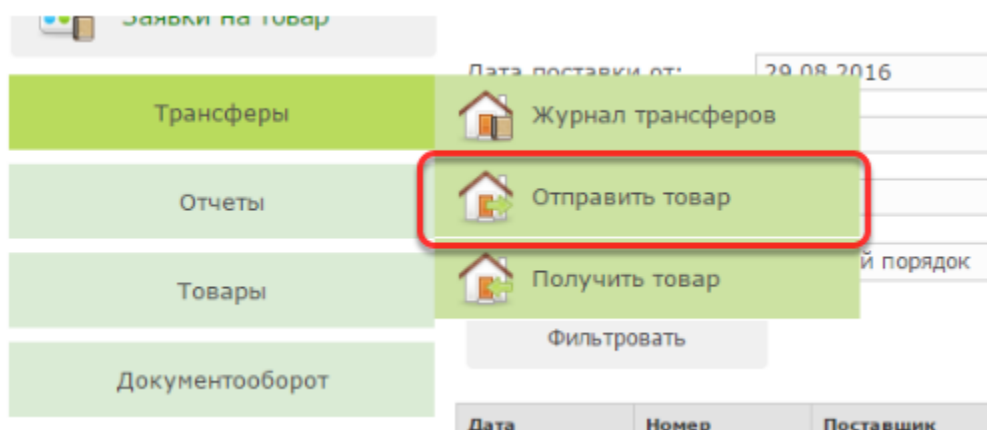 Заявки на товар
Дата поставки от: 29.08.2016
Трансферы
Журнал трансферов
Отправить товар
Отчеты
й порядок
Получить товар
Товары
Фильтровать
Документооборот
Дата Номер Поставщик